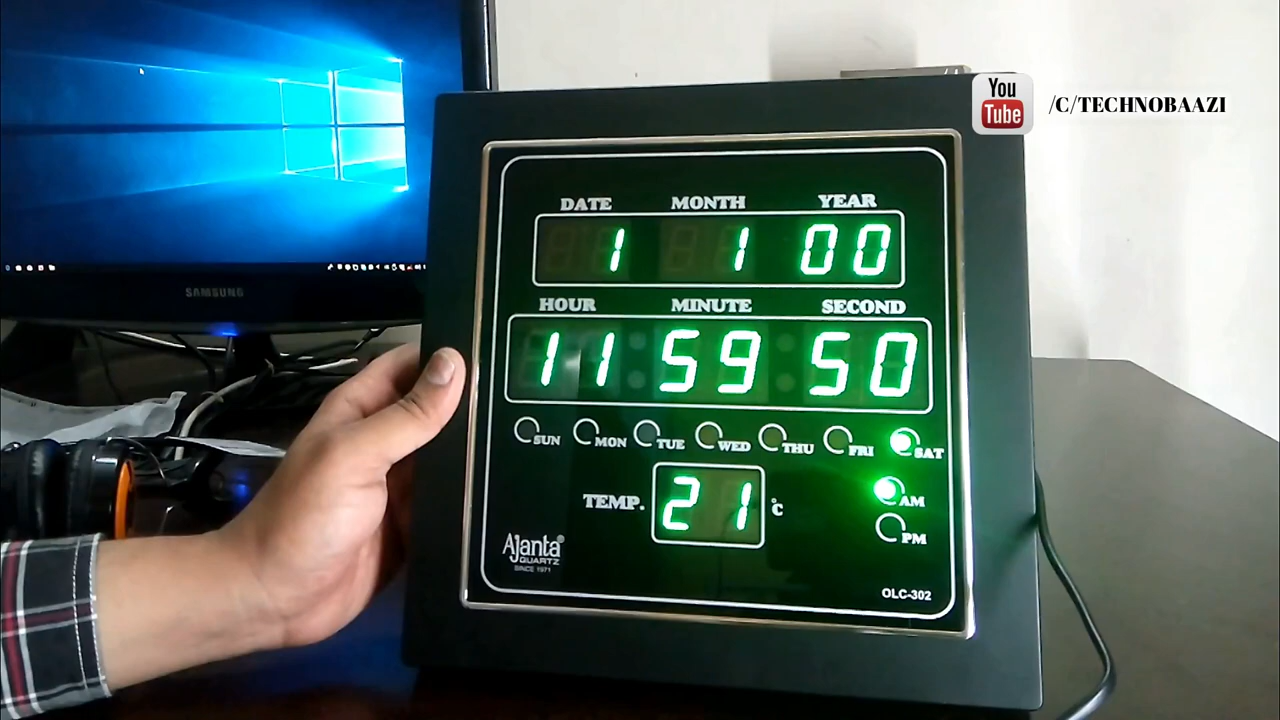 You
Tube
/C/TECHNOBAAZI
SAMSUNG
DATE MONTH YEAR
1 1 00
HOUR MINUTE SECOND
11 : 59 : 50
SUN MON TUE WED THU FRI SAT
TEMP. 21 °C
AM
PM
Ajanta®
QUARTZ
SINCE 1971
OLC-302